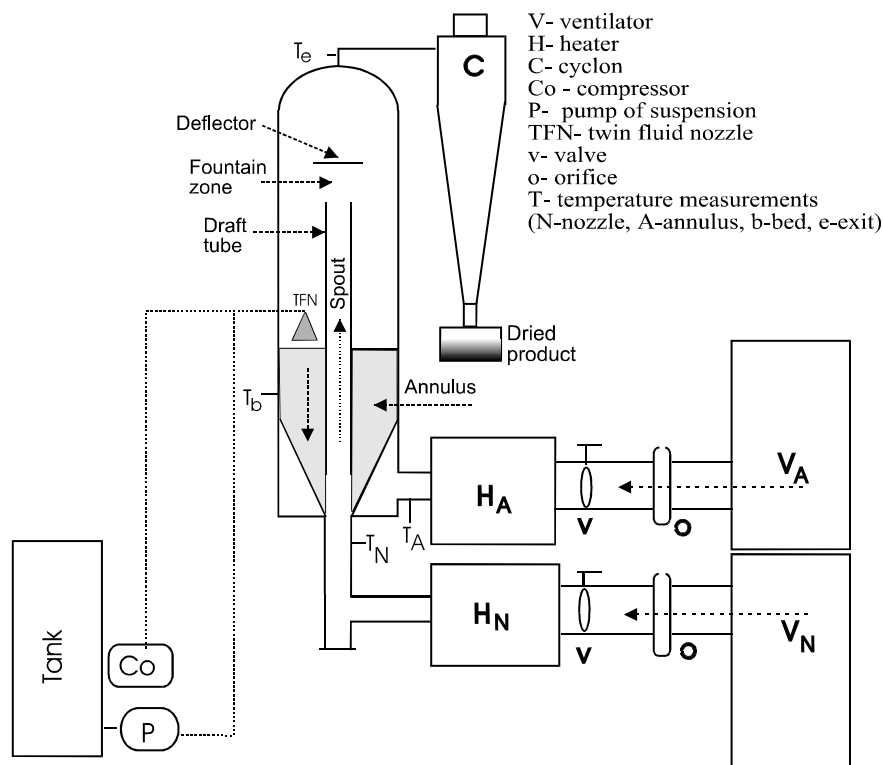 V- ventilator
H- heater
C- cyclon
Co - compressor
P- pump of suspension
TFN- twin fluid nozzle
v- valve
o- orifice
T- temperature measurements
(N-nozzle, A-annulus, b-bed, e-exit)
Te
C
Deflector
Fountain
zone
Draft
tube
Spout
TFN
Dried
product
Tb
Annulus
VA
HA
v
o
TA
TN
HN
v
o
VN
Tank
Co
P